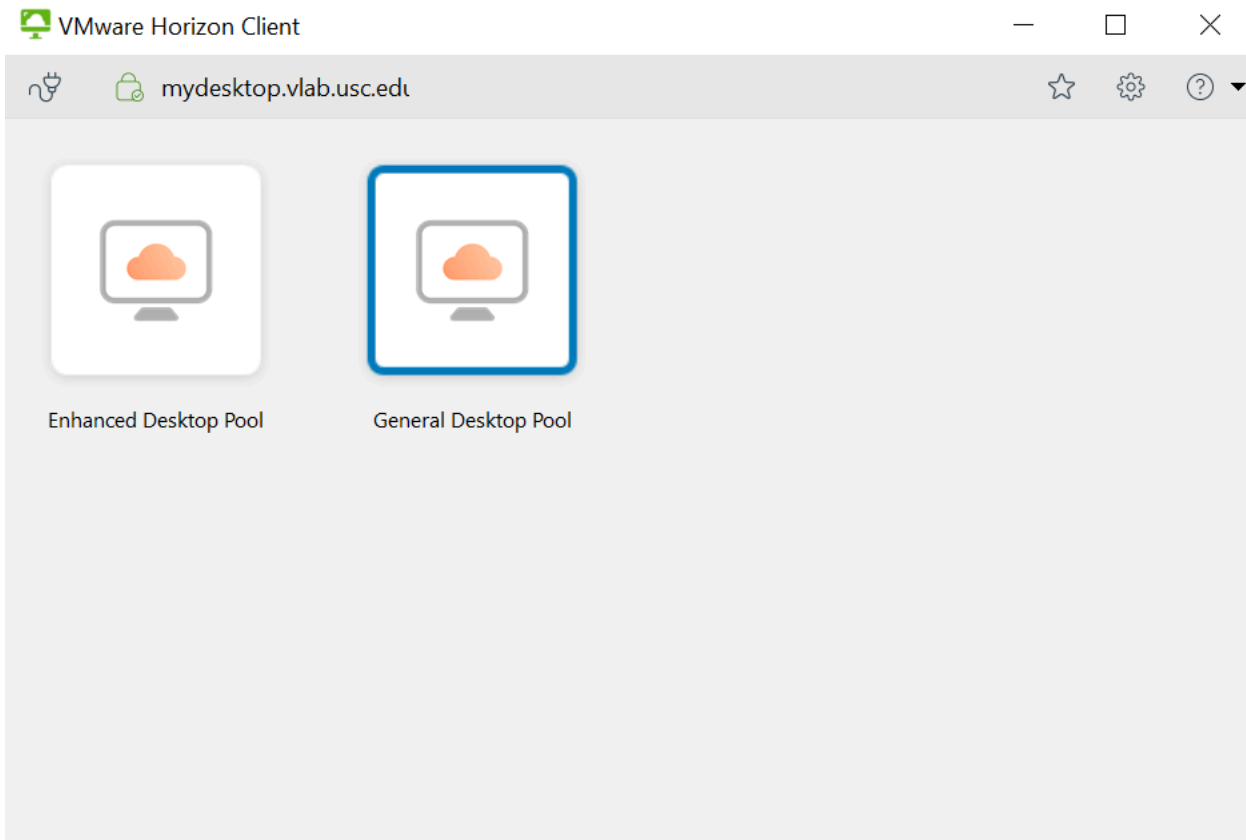 VMware Horizon Client
mydesktop.vlab.usc.edu
Enhanced Desktop Pool
General Desktop Pool